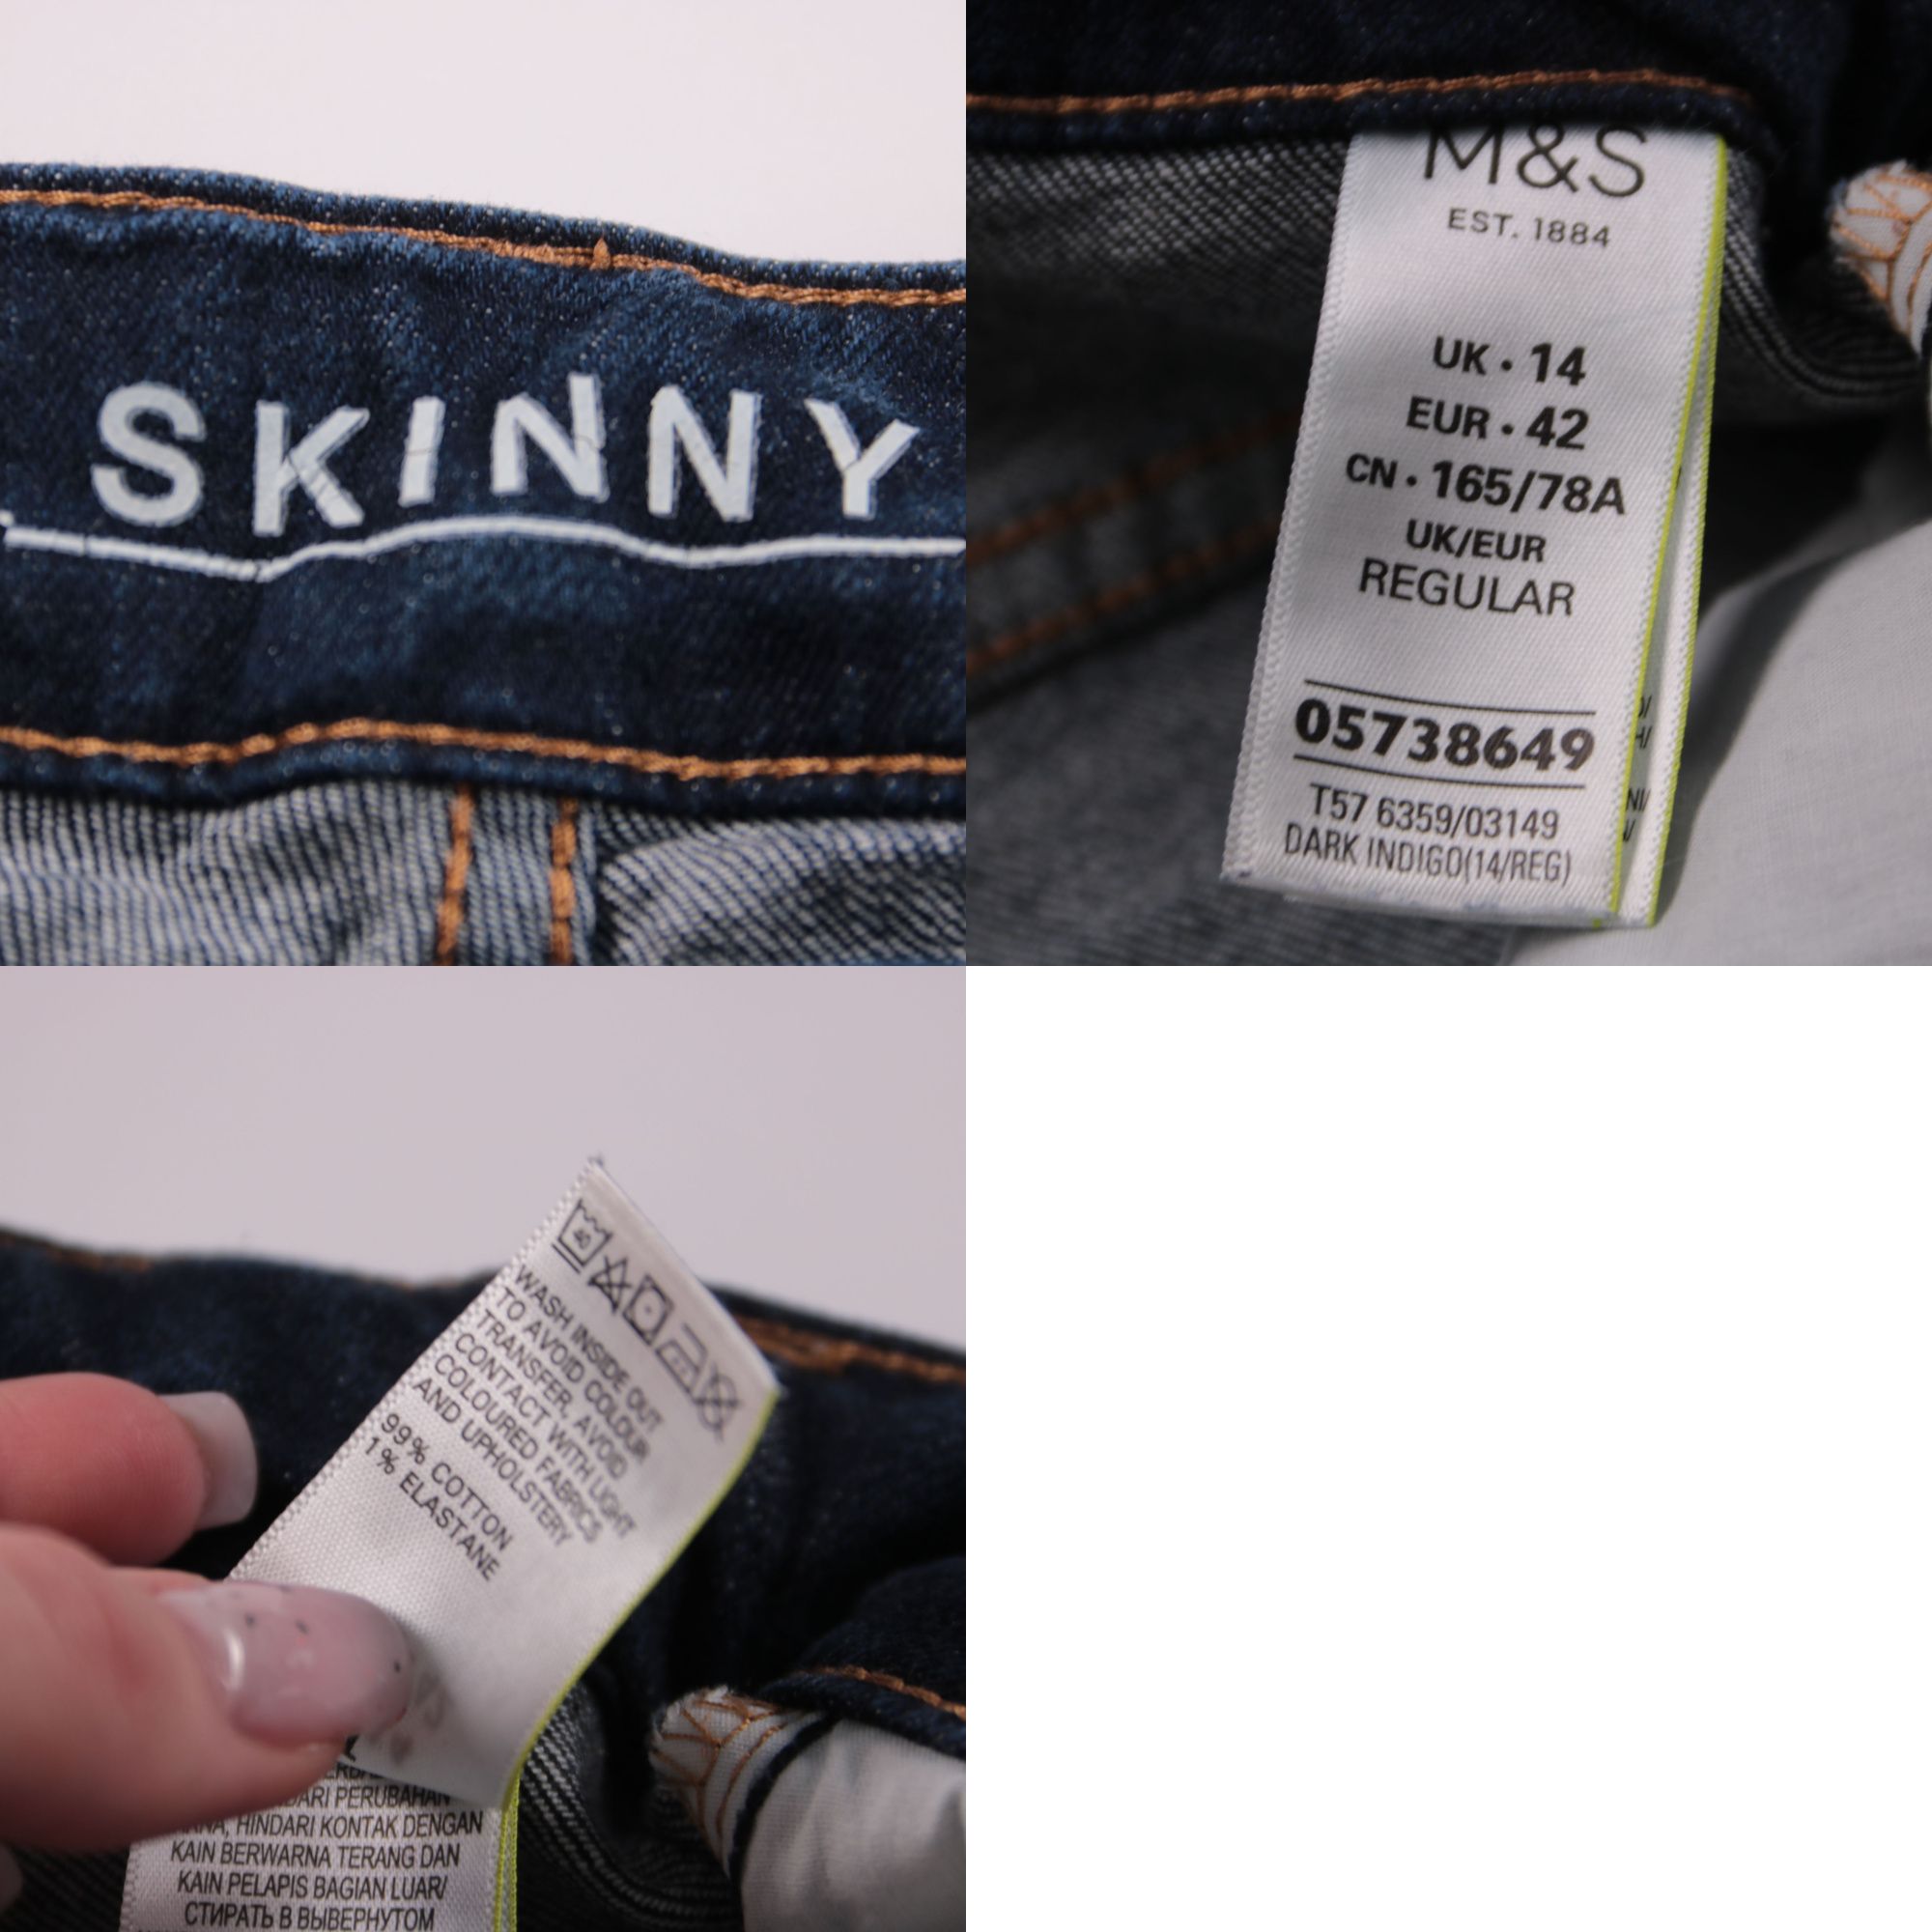 SKINNY
M&S
EST. 1884
UK • 14
EUR • 42
CN • 165/78A
UK/EUR
REGULAR
05738649
T57 6359/03149
DARK INDIGO(14/REG)
40
WASH INSIDE OUT
TO AVOID COLOUR
TRANSFER, AVOID
CONTACT WITH LIGHT
COLOURED FABRICS
AND UPHOLSTERY
99% COTTON
1% ELASTANE
PERUBAHAN
HINDARI KONTAK DENGAN
KAIN BERWARNA TERANG DAN
KAIN PELAPIS BAGIAN LUAR/
СТИРАТЬ В ВЫВЕРНУТОМ